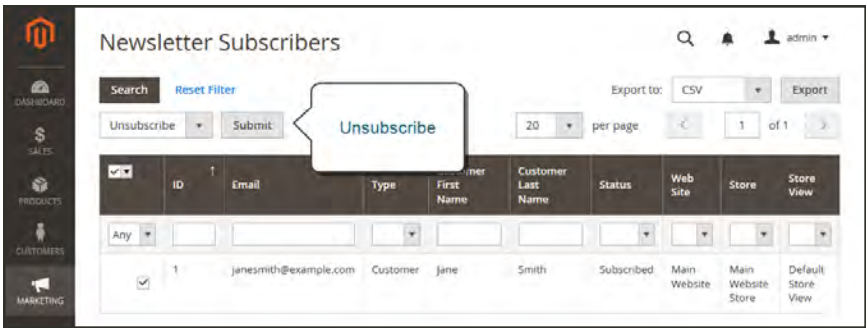 Newsletter Subscribers
admin
Search Reset Filter Export to: CSV Export
Unsubscribe Submit Unsubscribe 20 per page 1 of 1
DASHBOARD
SALES
PRODUCTS
CUSTOMERS
MARKETING
ID Email Type First Name Customer Last Name Status Web Site Store Store View
Any
1 janesmith@example.com Customer Jane Smith Subscribed Main Website Main Website Store Default Store View